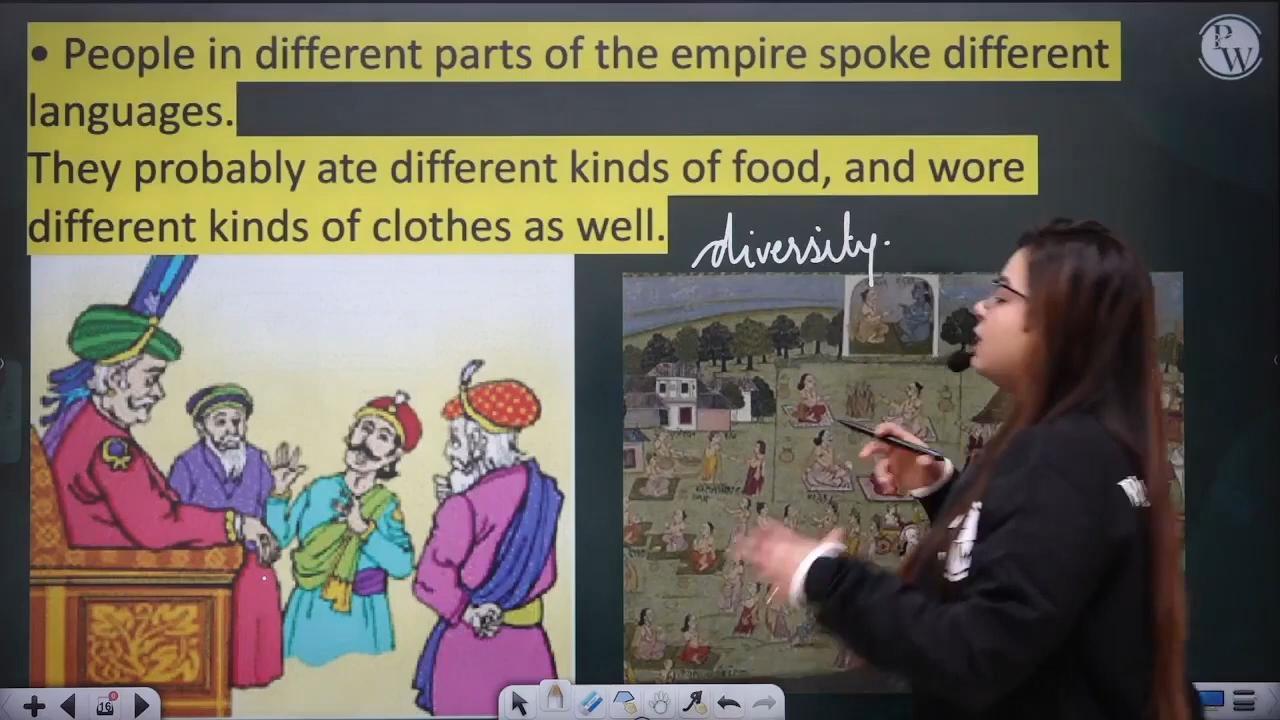 • People in different parts of the empire spoke different
languages.
They probably ate different kinds of food, and wore
different kinds of clothes as well.
diversity.
PW
16